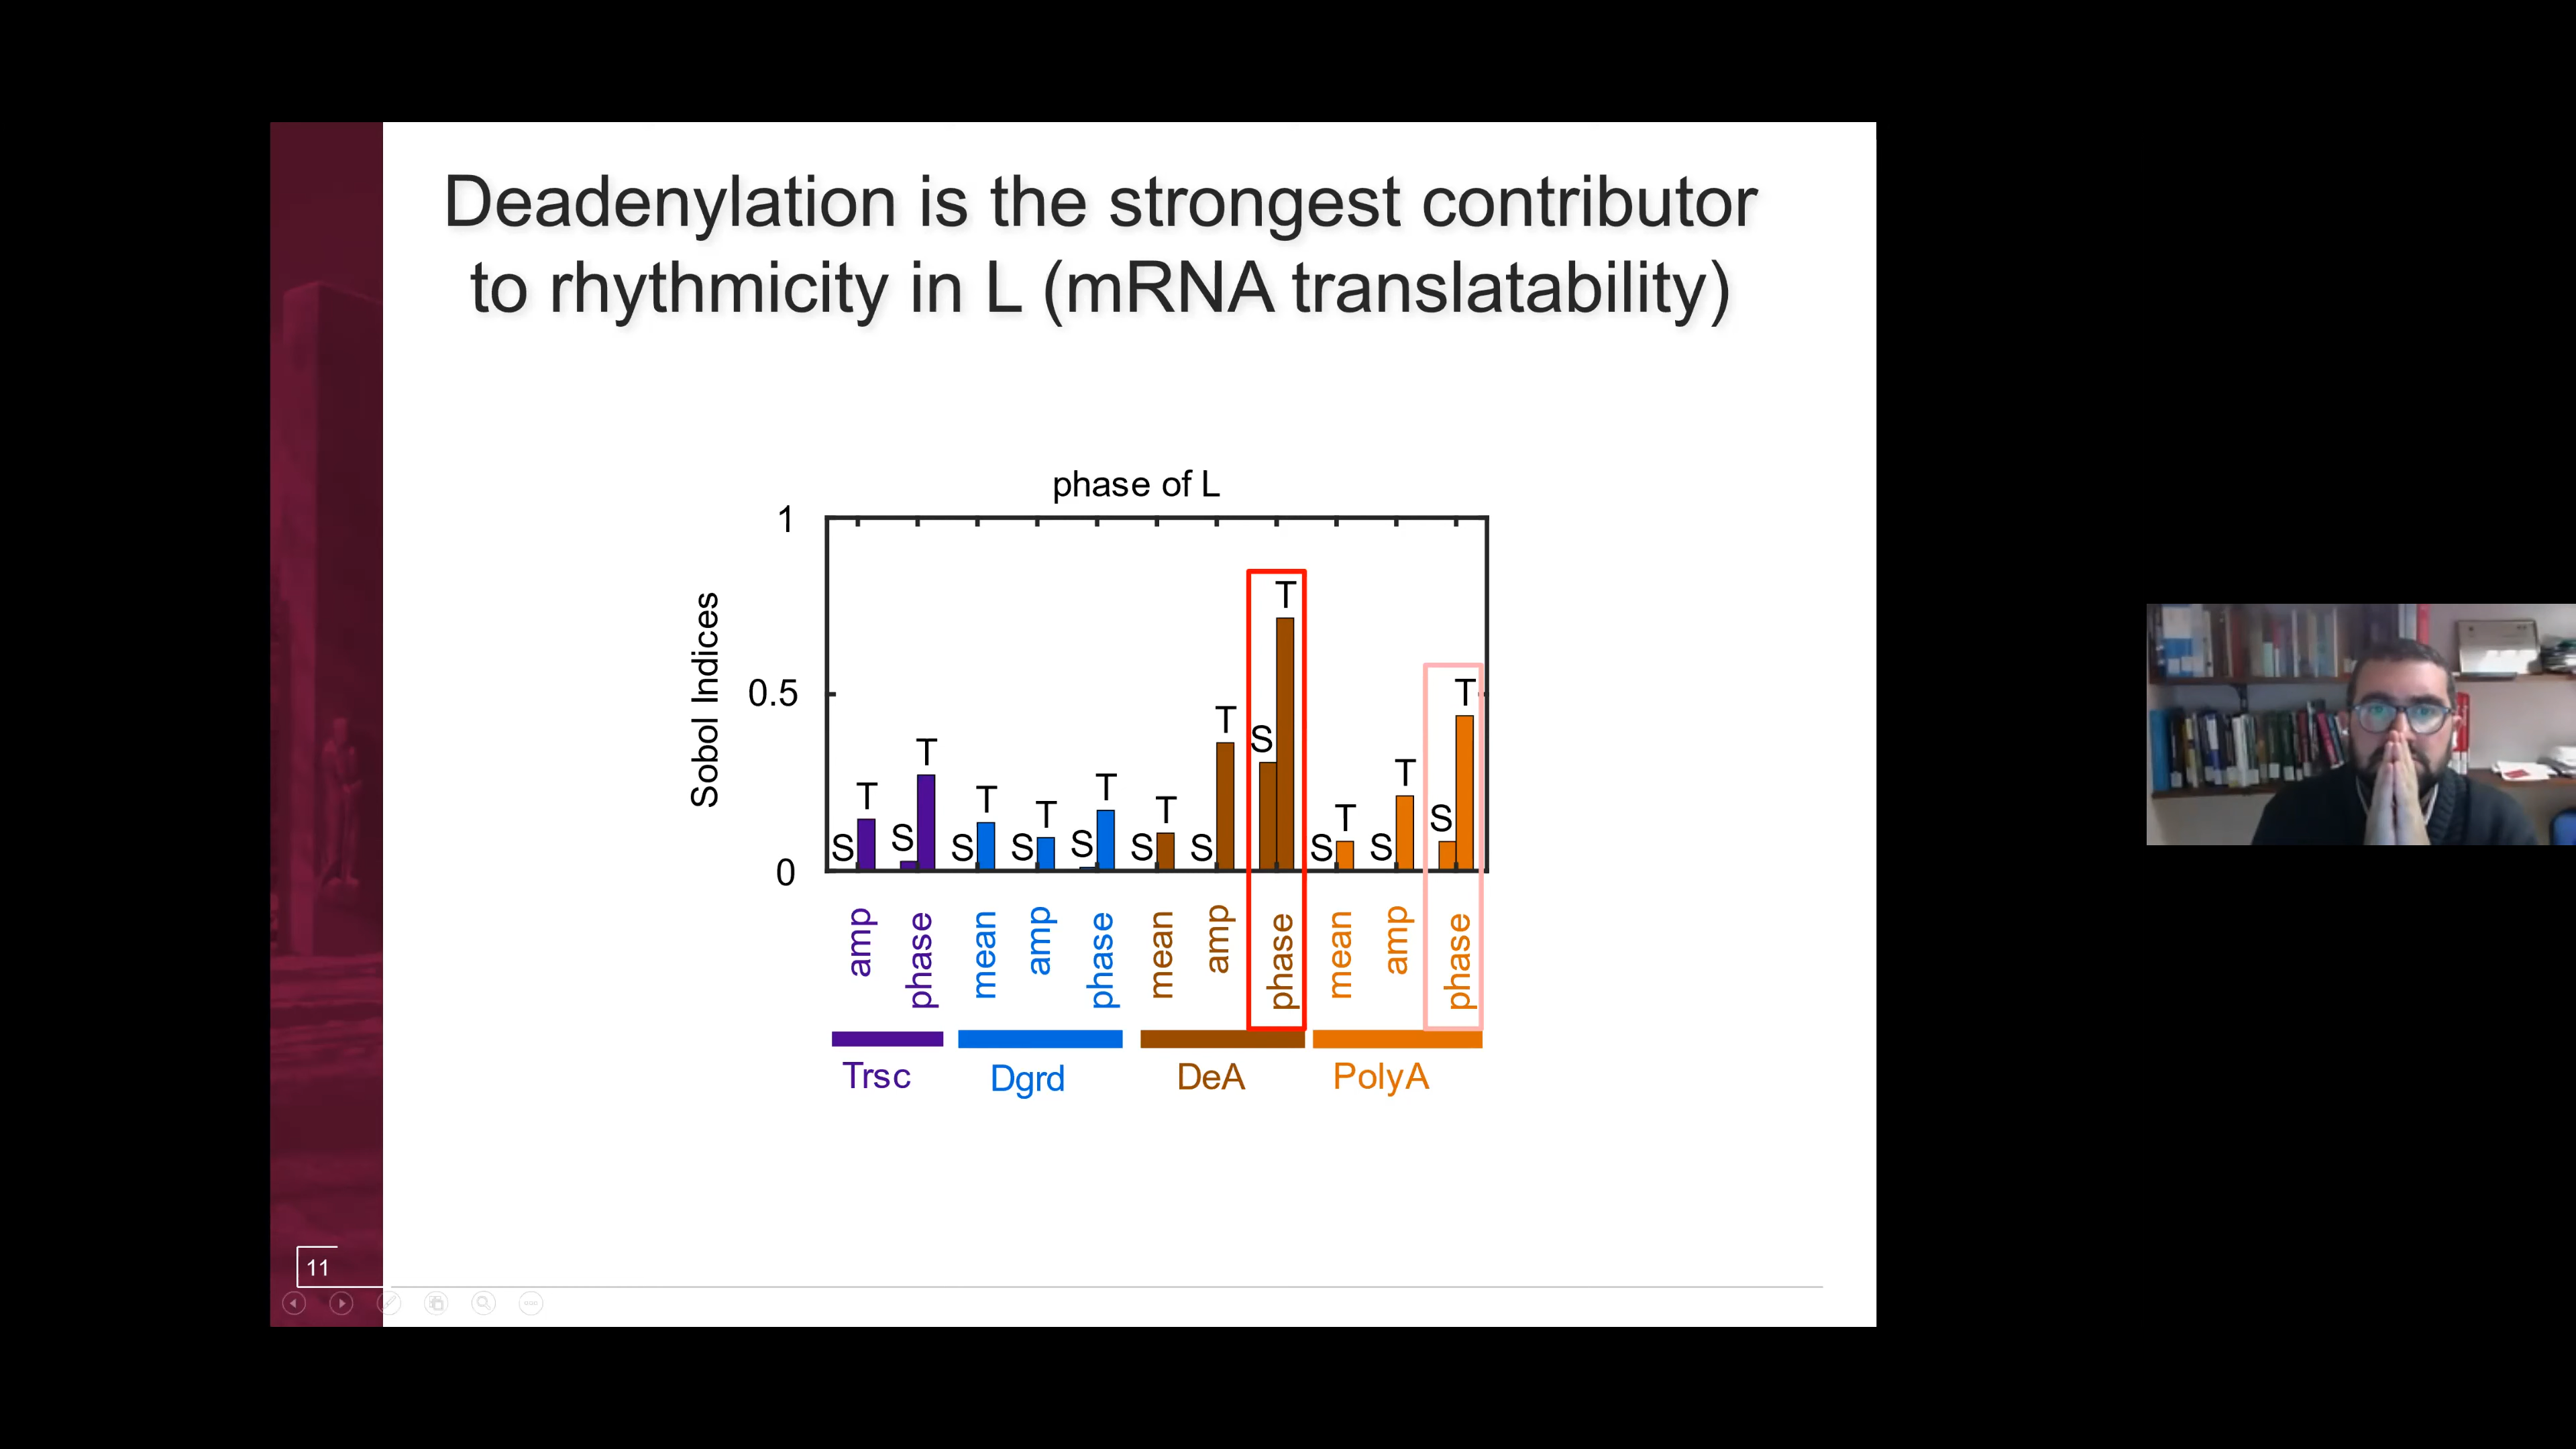 Deadenylation is the strongest contributor
to rhythmicity in L (mRNA translatability)
phase of L
Sobol Indices
1
0.5
0
S T S T S T S T S T S T S T S T S T S T S T
amp phase mean amp phase mean amp phase mean amp phase
Trsc Dgrd DeA PolyA
11